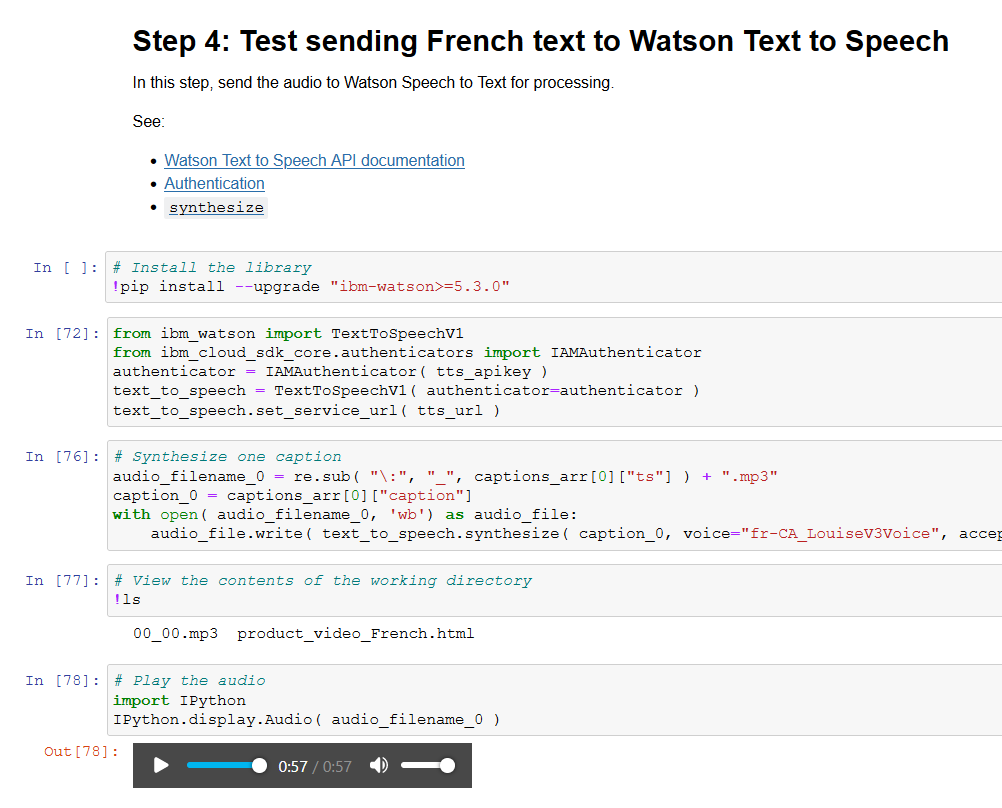 Step 4: Test sending French text to Watson Text to Speech
In this step, send the audio to Watson Speech to Text for processing.
See:
• Watson Text to Speech API documentation
• Authentication
• synthesize
In [ ]: # Install the library
!pip install --upgrade "ibm-watson>=5.3.0"
In [72]: from ibm_watson import TextToSpeechV1
from ibm_cloud_sdk_core.authenticators import IAMAuthenticator
authenticator = IAMAuthenticator( tts_apikey )
text_to_speech = TextToSpeechV1( authenticator=authenticator )
text_to_speech.set_service_url( tts_url )
In [76]: # Synthesize one caption
audio_filename_0 = re.sub( "\:", "_", captions_arr[0]["ts"] ) + ".mp3"
caption_0 = captions_arr[0]["caption"]
with open( audio_filename_0, 'wb') as audio_file:
    audio_file.write( text_to_speech.synthesize( caption_0, voice="fr-CA_LouiseV3Voice", accep
In [77]: # View the contents of the working directory
!ls
00_00.mp3  product_video_French.html
In [78]: # Play the audio
import IPython
IPython.display.Audio( audio_filename_0 )
Out[78]:
0:57 / 0:57